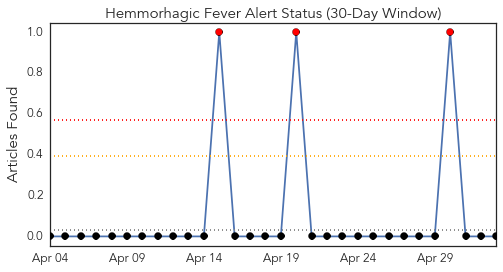 Hemmorhagic Fever Alert Status (30-Day Window)
Articles Found
1.0
0.8
0.6
0.4
0.2
0.0
Apr 04 Apr 09 Apr 14 Apr 19 Apr 24 Apr 29